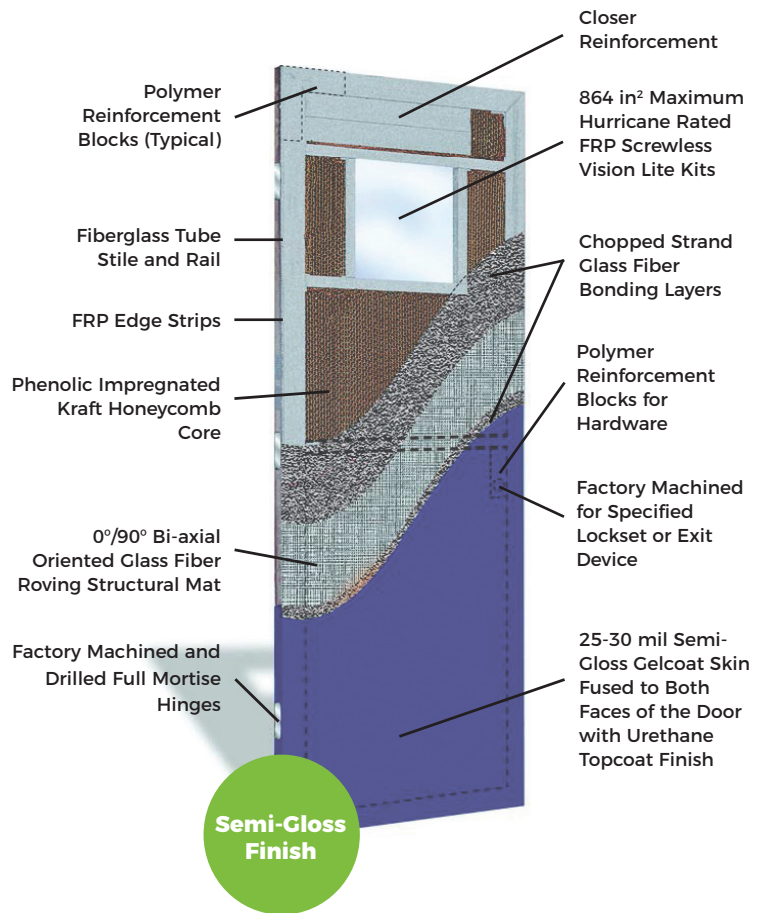 Closer
Reinforcement
Polymer
Reinforcement
Blocks (Typical)
864 in² Maximum
Hurricane Rated
FRP Screwless
Vision Lite Kits
Fiberglass Tube
Stile and Rail
Chopped Strand
Glass Fiber
Bonding Layers
FRP Edge Strips
Polymer
Reinforcement
Blocks for
Hardware
Phenolic Impregnated
Kraft Honeycomb
Core
Factory Machined
for Specified
Lockset or Exit
Device
0°/90° Bi-axial
Oriented Glass Fiber
Roving Structural Mat
25-30 mil Semi-
Gloss Gelcoat Skin
Fused to Both
Faces of the Door
with Urethane
Topcoat Finish
Factory Machined and
Drilled Full Mortise
Hinges
Semi-Gloss
Finish